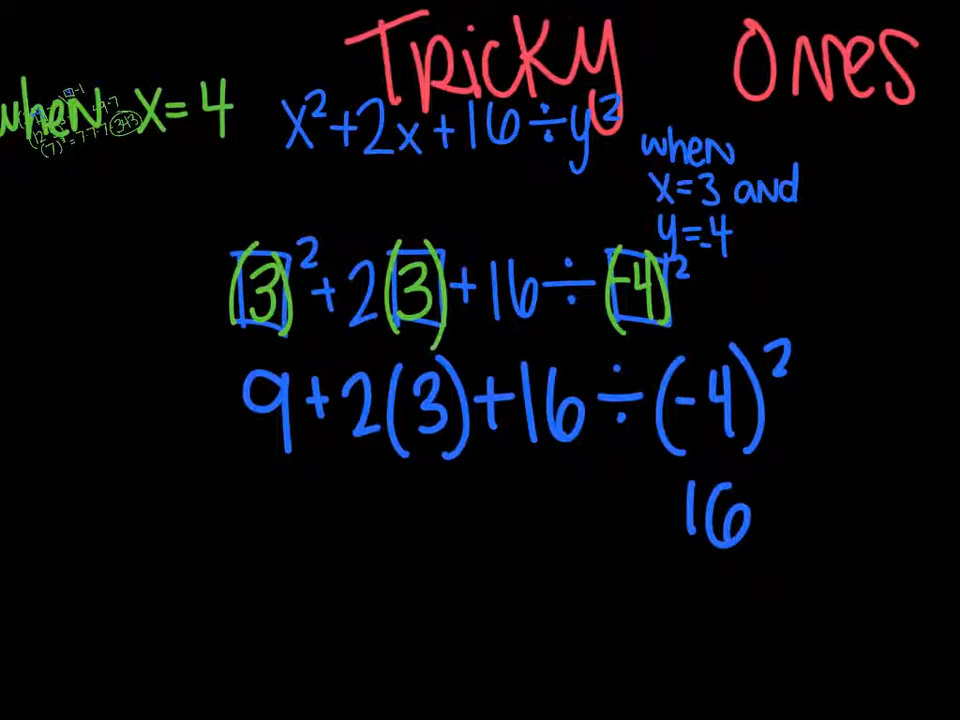 Tricky Ones
when x=4
x²+2x+16÷y²
when
x=3 and
y=-4
(3)²+2(3)+16÷(-4)²
9+2(3)+16÷(-4)²
16